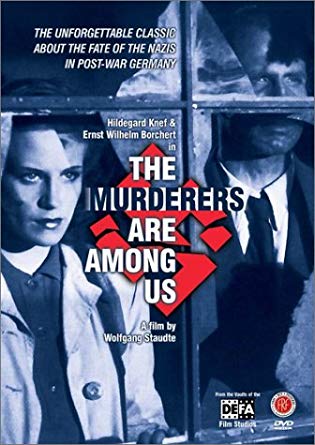 THE UNFORGETTABLE CLASSIC
ABOUT THE FATE OF THE NAZIS
IN POST-WAR GERMANY
Hildegard Knef &
Ernst Wilhelm Borchert
in
THE
MURDERERS
ARE
AMONG
US
A film by
Wolfgang Staudte
From the Vaults of the
DEFA
Film Studios
FRF
DVD